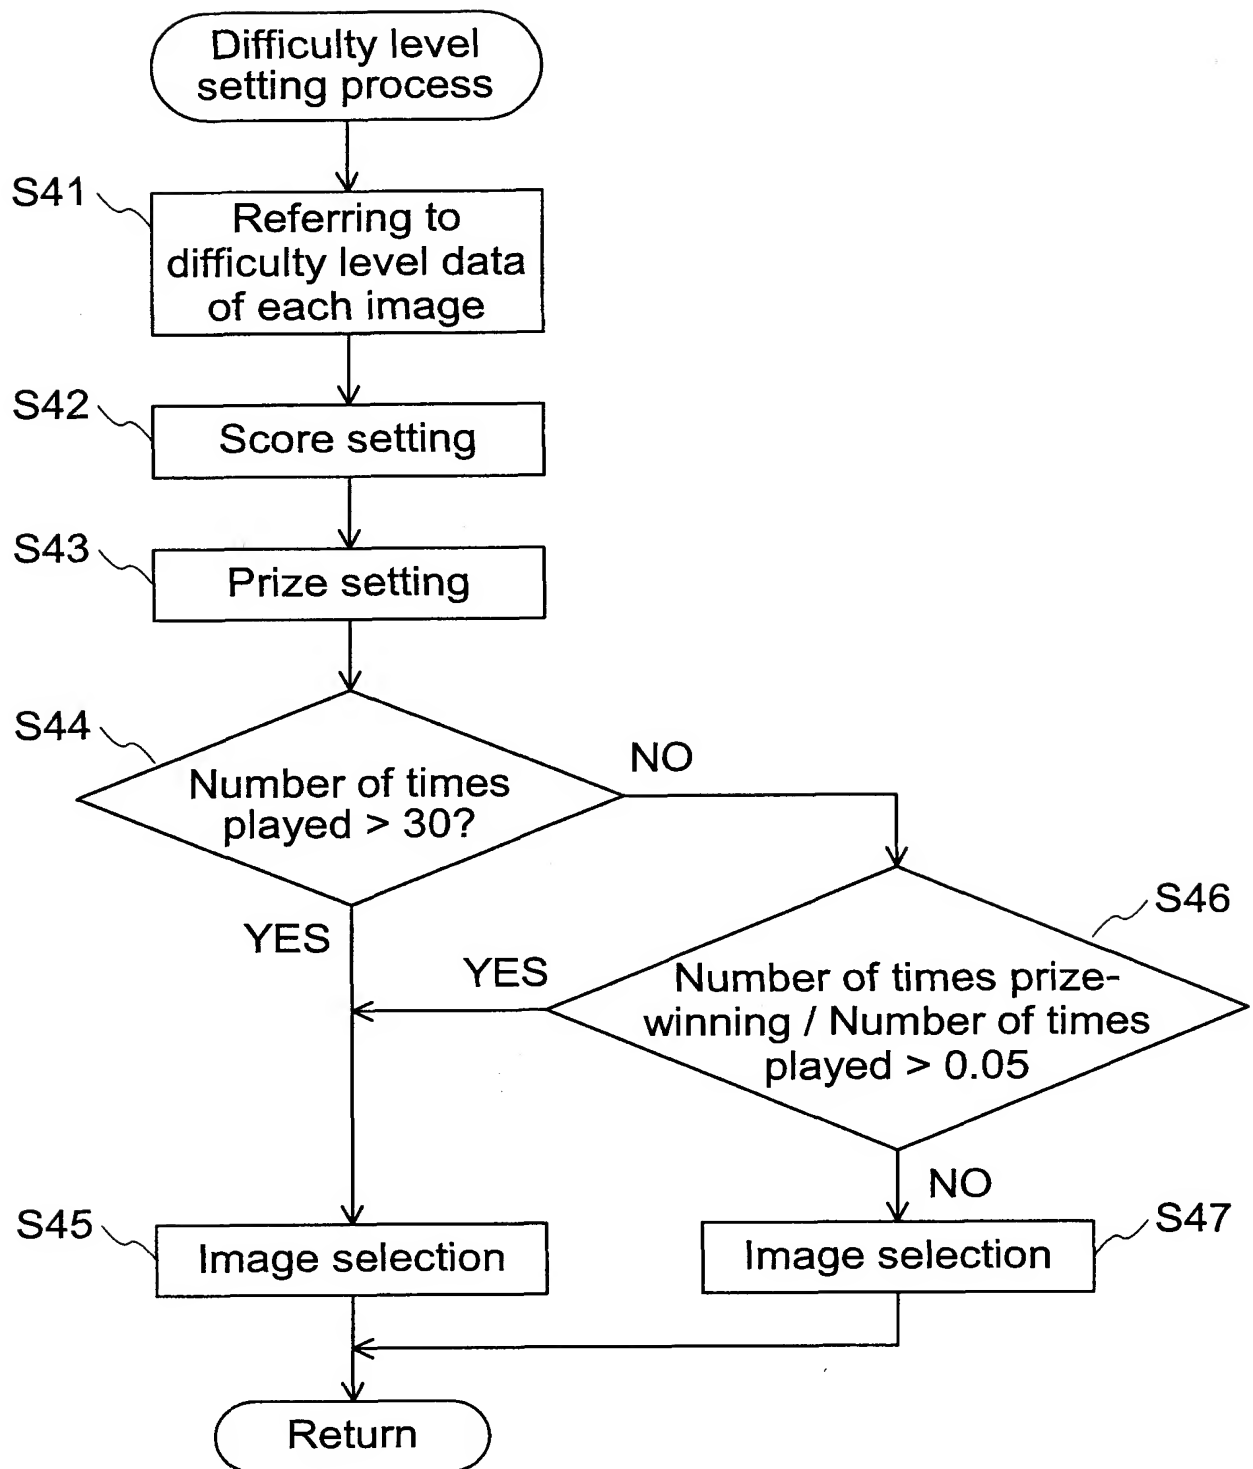 Difficulty level
setting process
S41
Referring to
difficulty level data
of each image
S42
Score setting
S43
Prize setting
S44
Number of times
played > 30?
NO
YES
S46
YES
Number of times prize-
winning / Number of times
played > 0.05
NO
S45
Image selection
S47
Image selection
Return